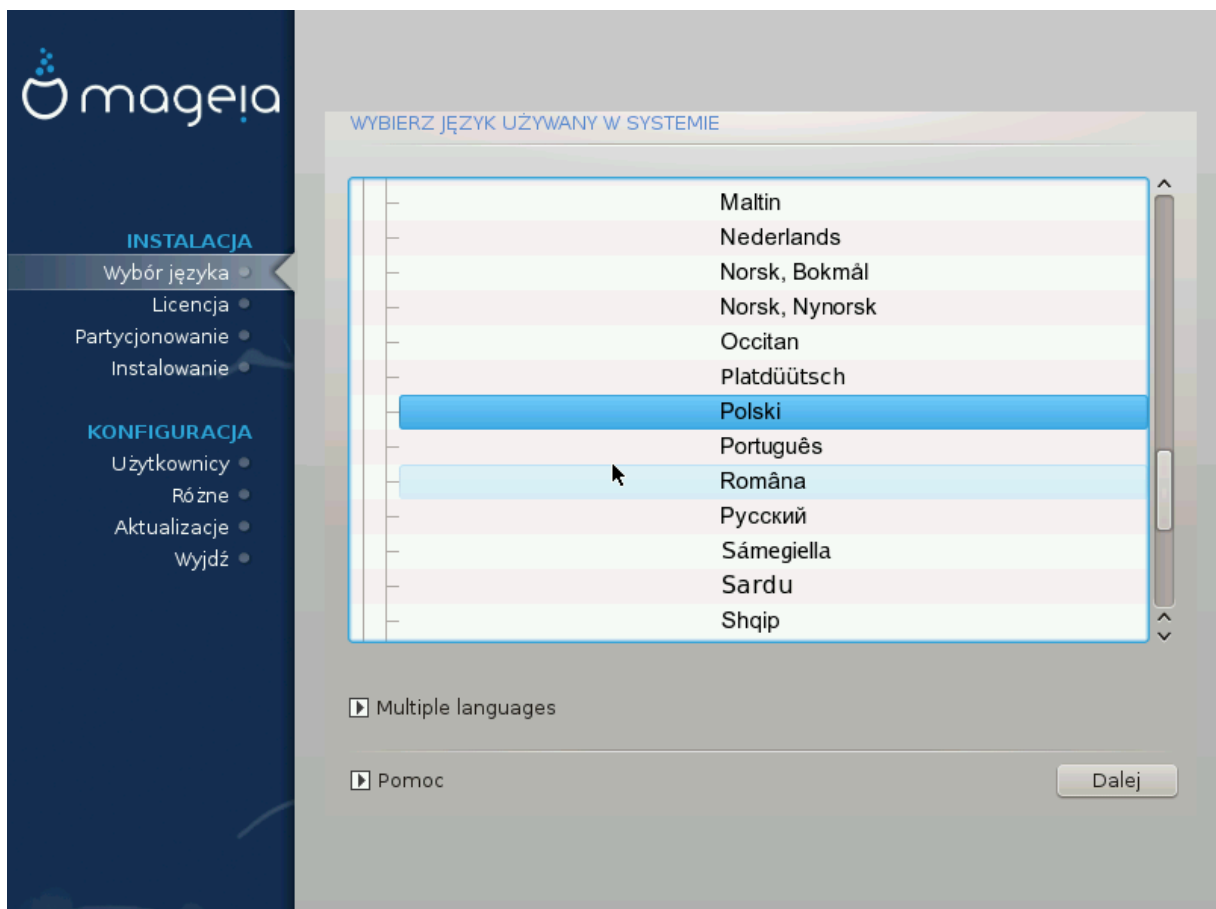 mageia
INSTALACJA
Wybór języka
Licencja
Partycjonowanie
Instalowanie
KONFIGURACJA
Użytkownicy
Różne
Aktualizacje
Wyjdź
WYBIERZ JĘZYK UŻYWANY W SYSTEMIE
Maltin
Nederlands
Norsk, Bokmål
Norsk, Nynorsk
Occitan
Platdüütsch
Polski
Português
Româna
Русский
Sámegiella
Sardu
Shqip
Multiple languages
Pomoc
Dalej